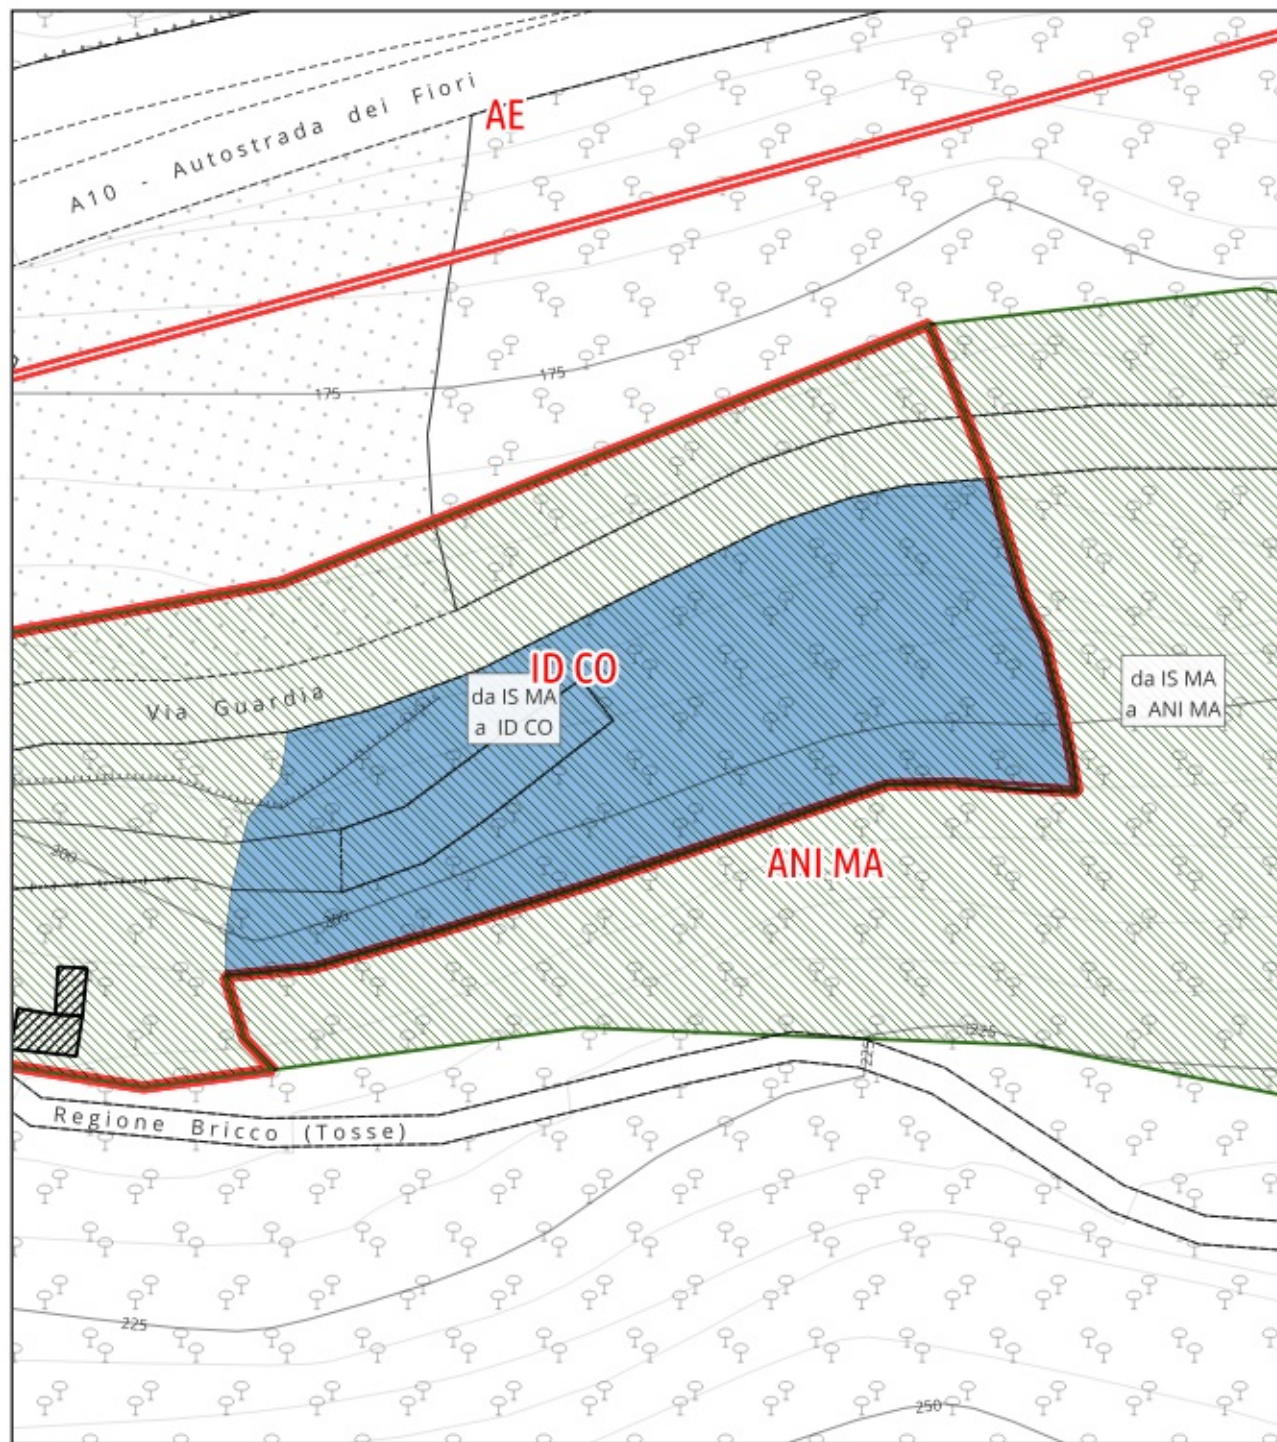 A10 - Autostrada dei Fiori
AE
175
175
ID CO
da IS MA
a ID CO
da IS MA
a ANI MA
Via Guardia
200
ANI MA
200
225
225
Regione Bricco (Tosse)
225
250